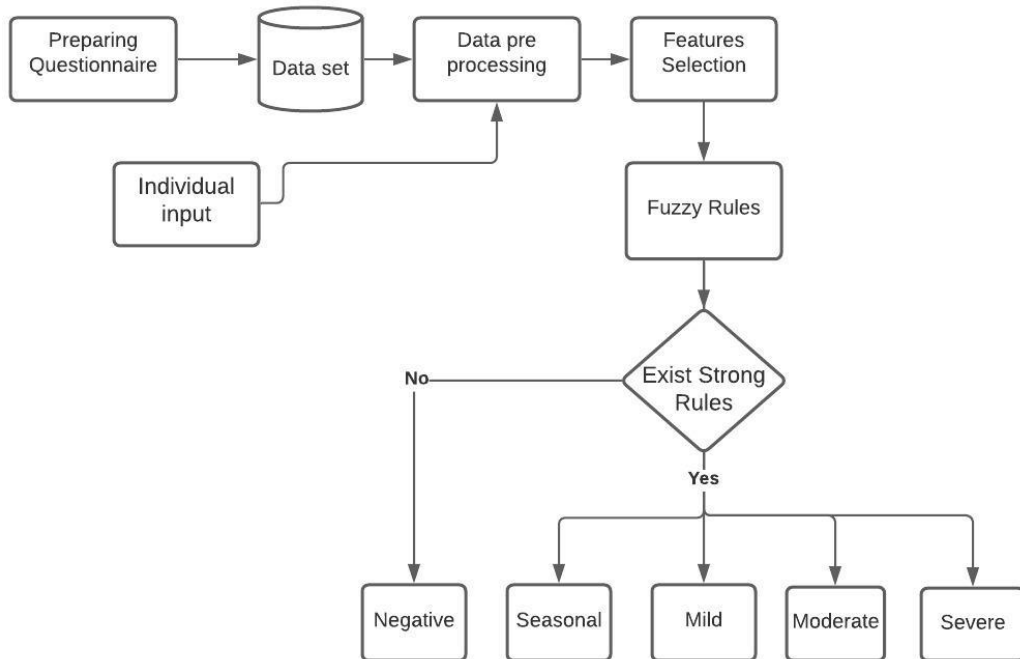 Preparing
Questionnaire
Data set
Data pre
processing
Features
Selection
Individual
input
Fuzzy Rules
Exist Strong
Rules
No
Yes
Negative
Seasonal
Mild
Moderate
Severe